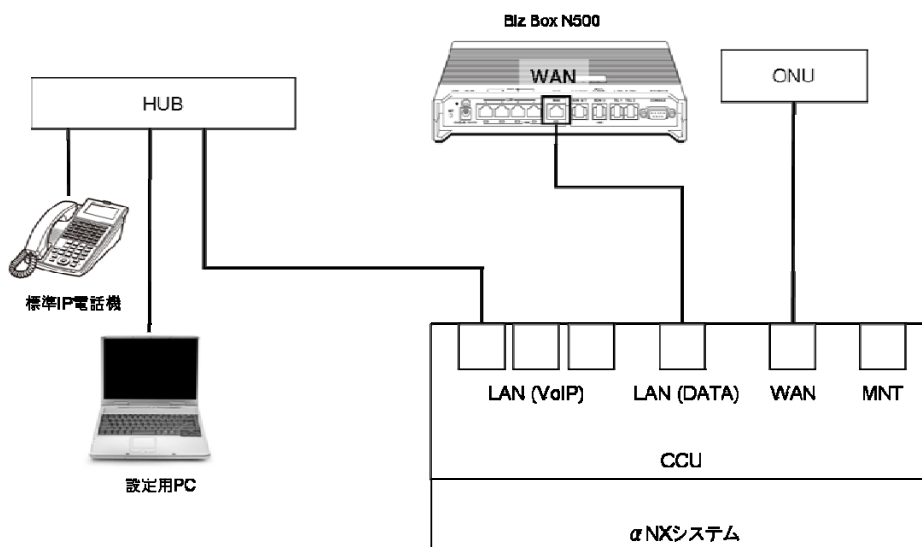 Biz Box N500
WAN
ONU
HUB
標準IP電話機
設定用PC
LAN (VoIP)
LAN (DATA)
WAN
MNT
CCU
αNXシステム